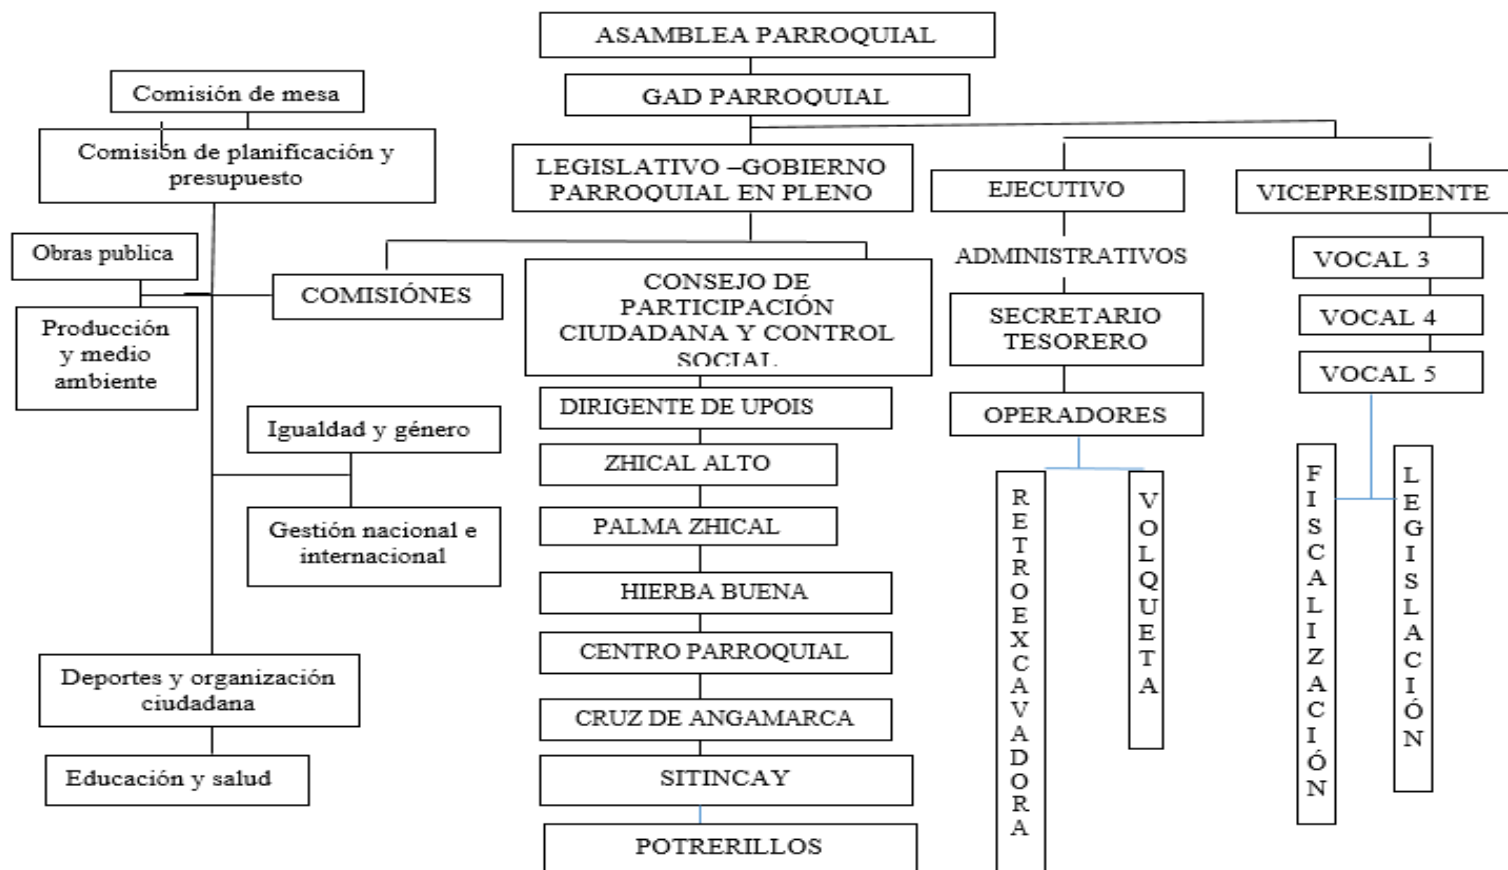 ASAMBLEA PARROQUIAL
GAD PARROQUIAL
Comisión de mesa
Comisión de planificación y
presupuesto
Obras publica
Producción
y medio
ambiente
COMISIÓNES
Igualdad y género
Gestión nacional e
internacional
Deportes y organización
ciudadana
Educación y salud
LEGISLATIVO –GOBIERNO
PARROQUIAL EN PLENO
CONSEJO DE
PARTICIPACIÓN
CIUDADANA Y CONTROL
SOCIAL
DIRIGENTE DE UPOIS
ZHICAL ALTO
PALMA ZHICAL
HIERBA BUENA
CENTRO PARROQUIAL
CRUZ DE ANGAMARCA
SITINCAY
POTRERILLOS
EJECUTIVO
ADMINISTRATIVOS
SECRETARIO
TESORERO
OPERADORES
RETROEXCAVADORA
VOLQUETA
VICEPRESIDENTE
VOCAL 3
VOCAL 4
VOCAL 5
FISCALIZACIÓN
LEGISLACIÓN